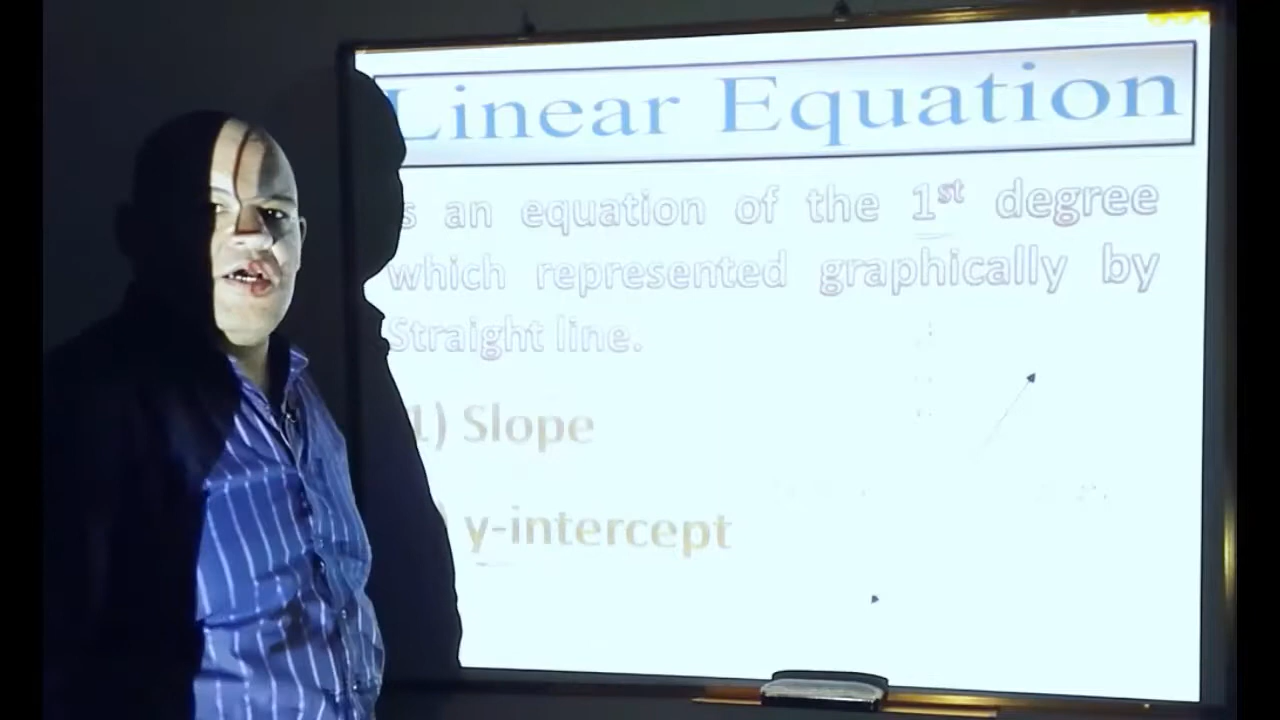 Linear Equation
s an equation of the 1st degree
which represented graphically by
Straight line.
1) Slope
) y-intercept